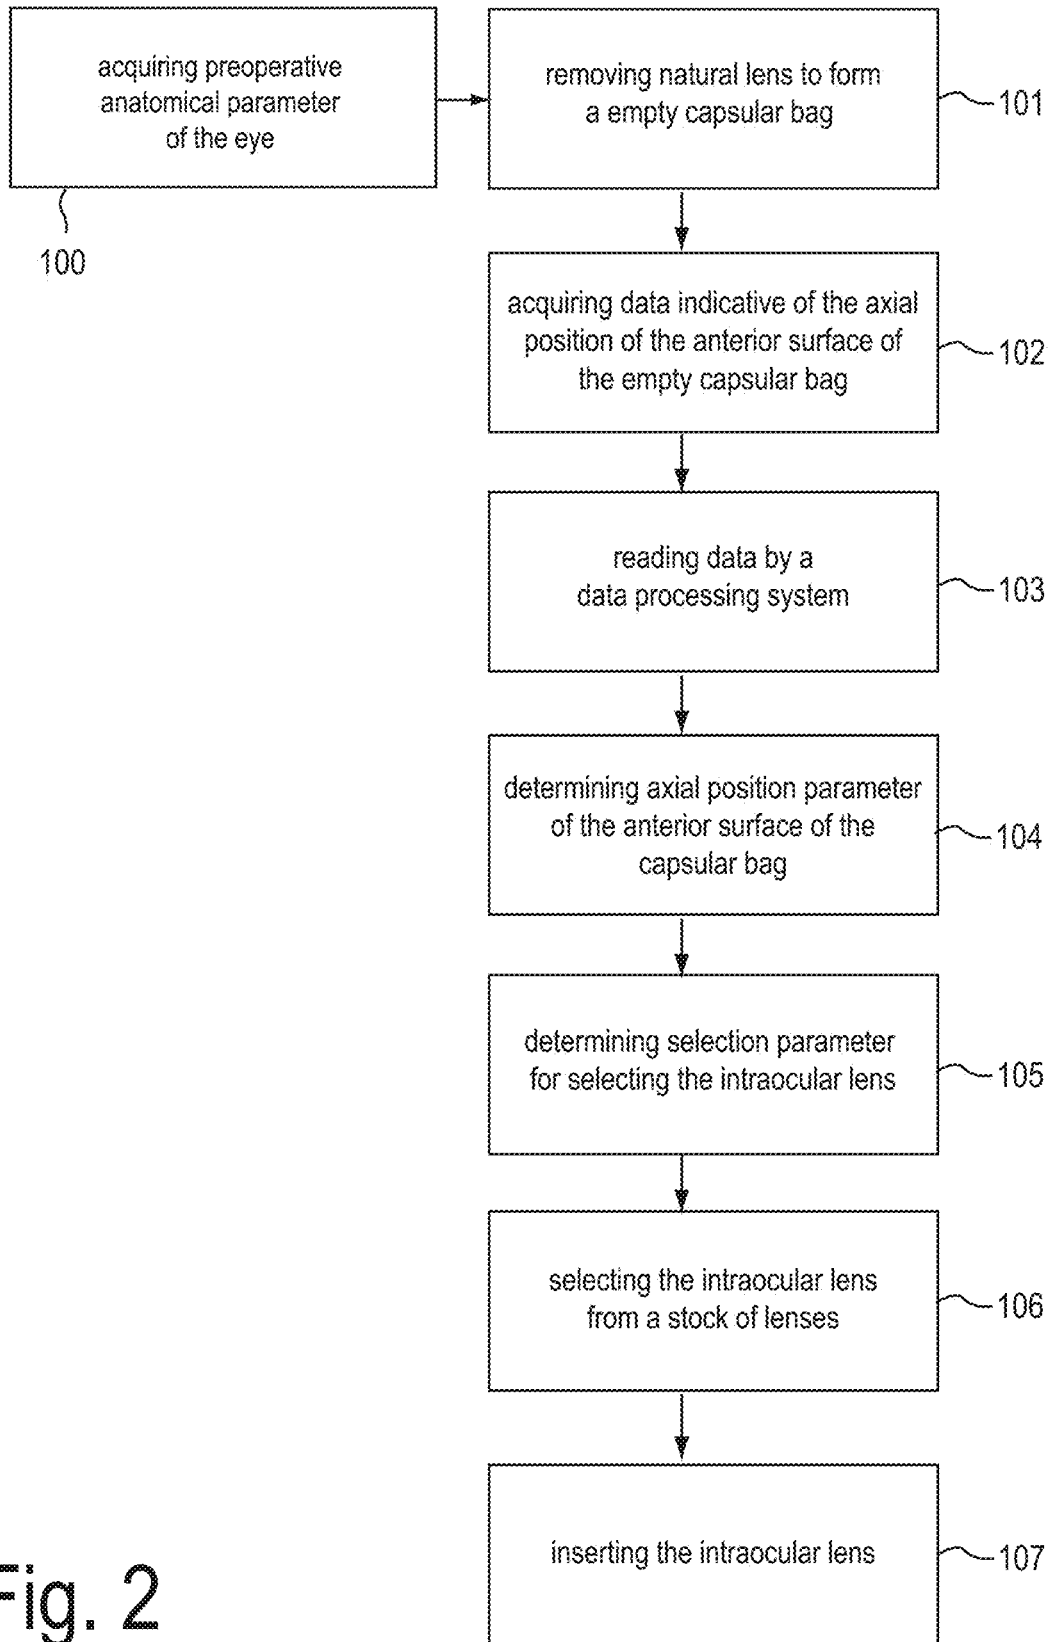 acquiring preoperative
anatomical parameter
of the eye
100
removing natural lens to form
a empty capsular bag
101
acquiring data indicative of the axial
position of the anterior surface of
the empty capsular bag
102
reading data by a
data processing system
103
determining axial position parameter
of the anterior surface of the
capsular bag
104
determining selection parameter
for selecting the intraocular lens
105
selecting the intraocular lens
from a stock of lenses
106
inserting the intraocular lens
107
Fig. 2